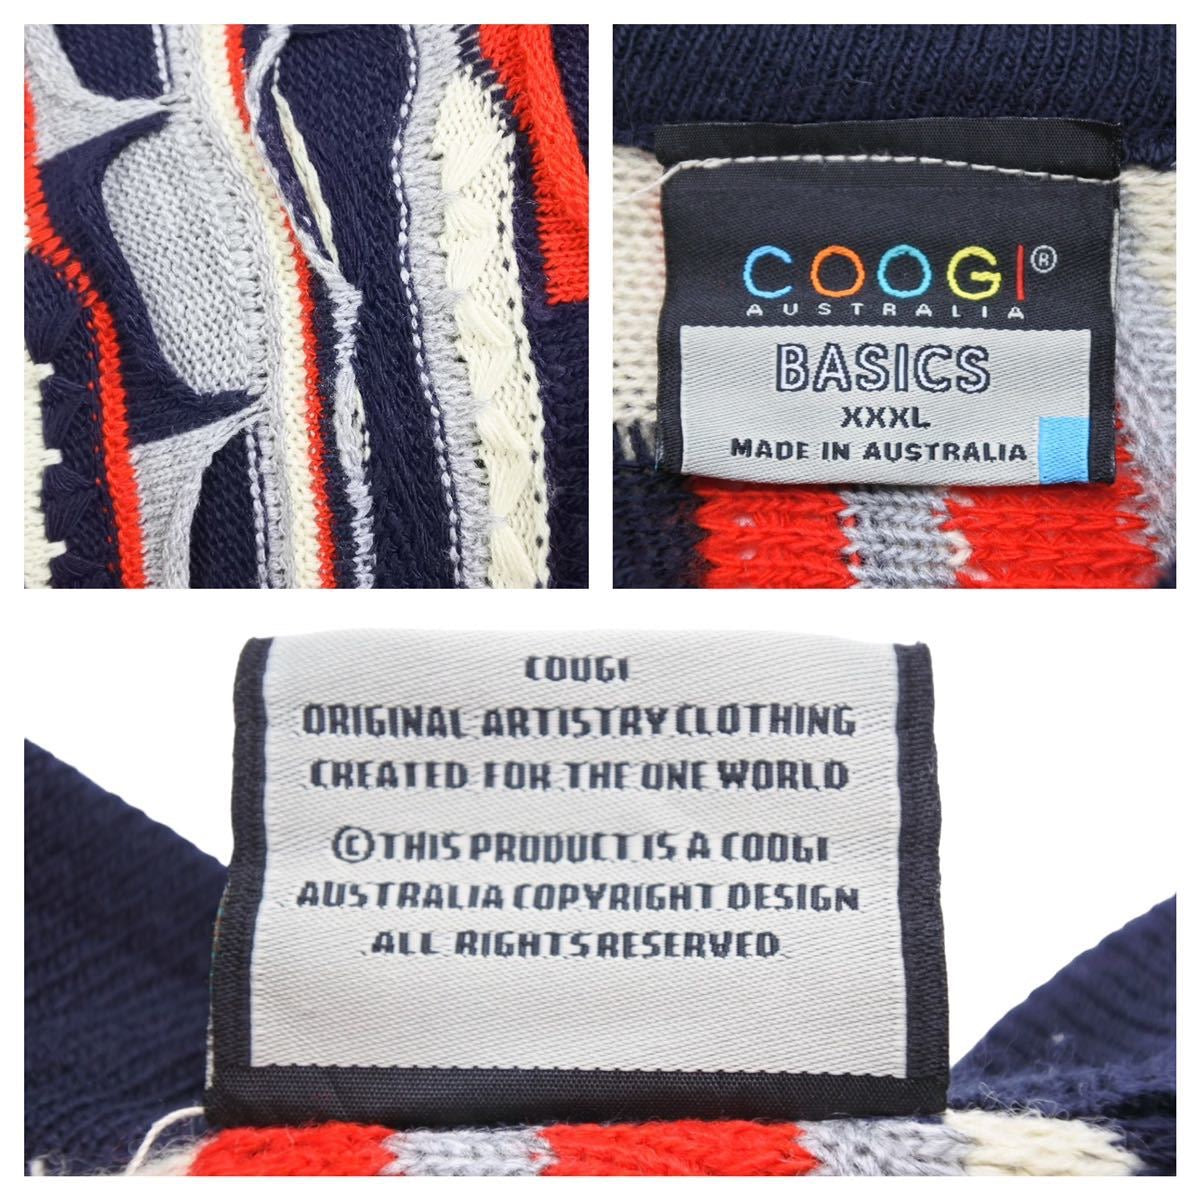 COOGI®
AUSTRALIA
BASICS
XXXL
MADE IN AUSTRALIA
COOGI
ORIGINAL ARTISTRY CLOTHING
CREATED FOR THE ONE WORLD
©THIS PRODUCT IS A COOGI
AUSTRALIA COPYRIGHT DESIGN
ALL RIGHTS RESERVED